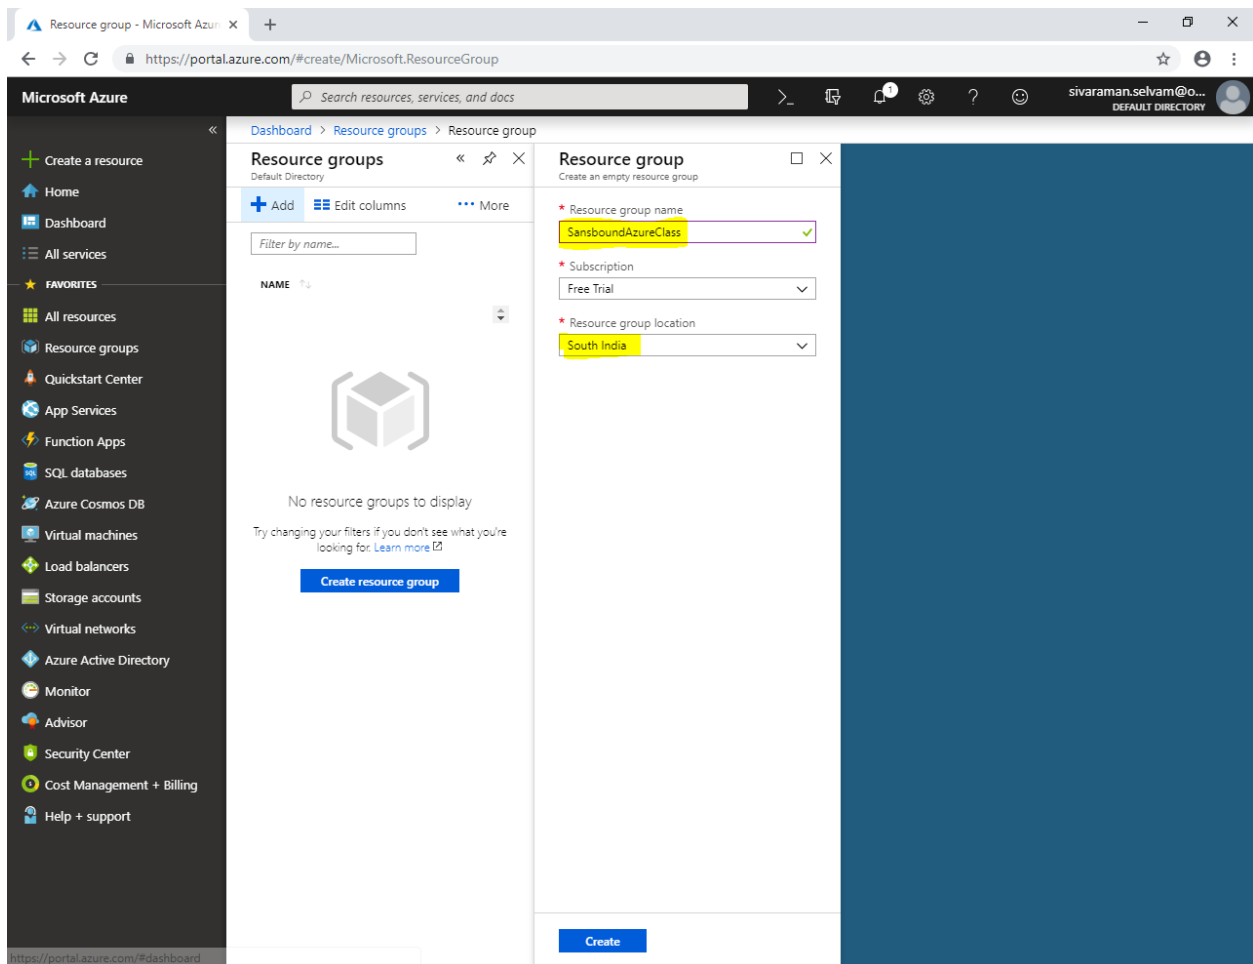 Resource group - Microsoft Azur
https://portal.azure.com/#create/Microsoft.ResourceGroup
Microsoft Azure
Search resources, services, and docs
1
sivaraman.selvam@o...
DEFAULT DIRECTORY
Create a resource
Home
Dashboard
All services
FAVORITES
All resources
Resource groups
Quickstart Center
App Services
Function Apps
SQL databases
Azure Cosmos DB
Virtual machines
Load balancers
Storage accounts
Virtual networks
Azure Active Directory
Monitor
Advisor
Security Center
Cost Management + Billing
Help + support
https://portal.azure.com/#dashboard
Dashboard > Resource groups > Resource group
Resource groups
Default Directory
Add
Edit columns
More
Filter by name...
NAME
No resource groups to display
Try changing your filters if you don't see what you're
looking for. Learn more
Create resource group
Resource group
Create an empty resource group
* Resource group name
SansboundAzureClass
* Subscription
Free Trial
* Resource group location
South India
Create